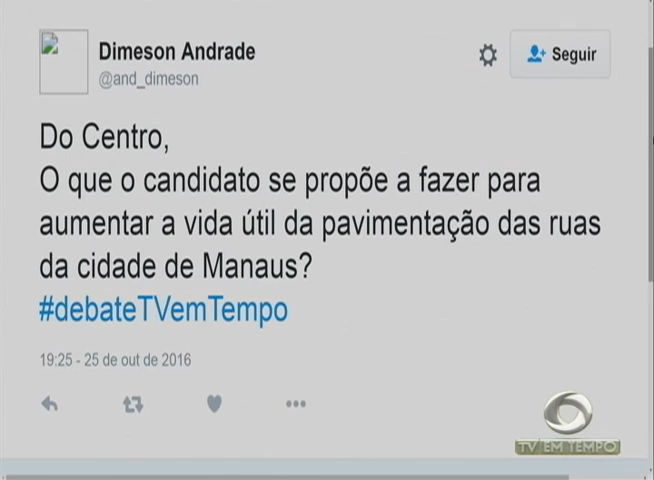 Dimeson Andrade
@and_dimeson
Seguir
Do Centro,
O que o candidato se propõe a fazer para
aumentar a vida útil da pavimentação das ruas
da cidade de Manaus?
#debateTVemTempo
19:25 - 25 de out de 2016
TV EM TEMPO